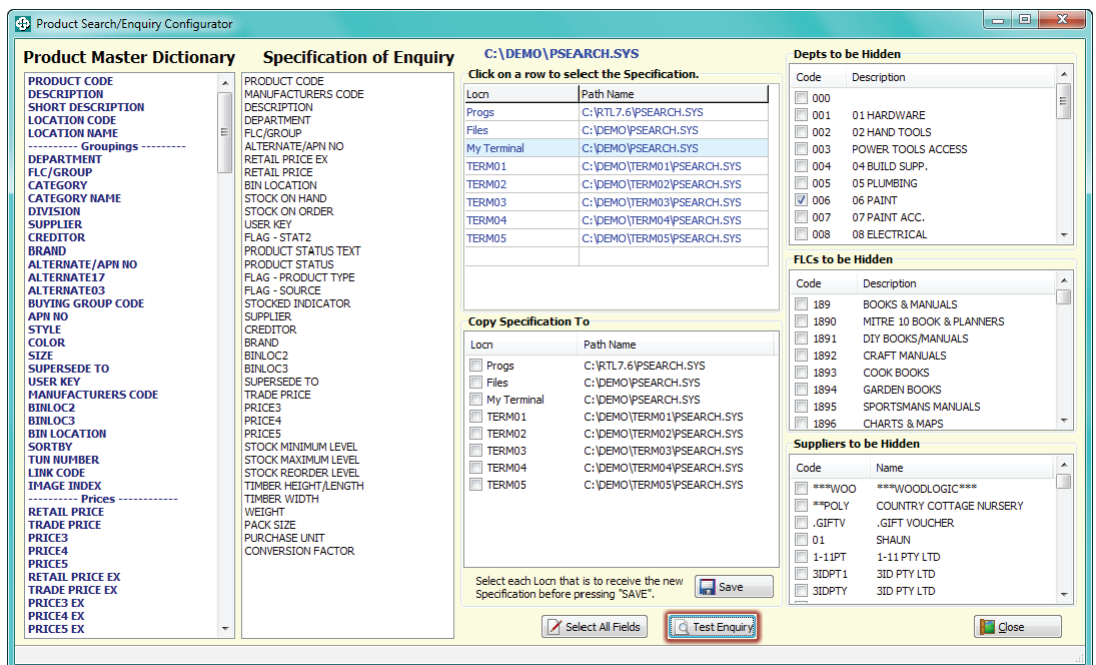 Product Search/Enquiry Configurator
Product Master Dictionary
PRODUCT CODE
DESCRIPTION
SHORT DESCRIPTION
LOCATION CODE
LOCATION NAME
---------- Groupings ---------
DEPARTMENT
FLC/GROUP
CATEGORY
CATEGORY NAME
DIVISION
SUPPLIER
CREDITOR
BRAND
ALTERNATE/APN NO
ALTERNATE17
ALTERNATE03
BUYING GROUP CODE
APN NO
STYLE
COLOR
SIZE
SUPERSEDE TO
USER KEY
MANUFACTURERS CODE
BINLOC2
BINLOC3
BIN LOCATION
SORTBY
TUN NUMBER
LINK CODE
IMAGE INDEX
---------- Prices ------------
RETAIL PRICE
TRADE PRICE
PRICE3
PRICE4
PRICE5
RETAIL PRICE EX
TRADE PRICE EX
PRICE3 EX
PRICE4 EX
PRICE5 EX
Specification of Enquiry
PRODUCT CODE
MANUFACTURERS CODE
DESCRIPTION
DEPARTMENT
FLC/GROUP
ALTERNATE/APN NO
RETAIL PRICE EX
RETAIL PRICE
BIN LOCATION
STOCK ON HAND
STOCK ON ORDER
USER KEY
FLAG - STAT2
PRODUCT STATUS TEXT
PRODUCT STATUS
FLAG - PRODUCT TYPE
FLAG - SOURCE
STOCKED INDICATOR
SUPPLIER
CREDITOR
BRAND
BINLOC2
BINLOC3
SUPERSEDE TO
TRADE PRICE
PRICE3
PRICE4
PRICE5
STOCK MINIMUM LEVEL
STOCK MAXIMUM LEVEL
STOCK REORDER LEVEL
TIMBER HEIGHT/LENGTH
TIMBER WIDTH
WEIGHT
PACK SIZE
PURCHASE UNIT
CONVERSION FACTOR
C:\DEMO\PSEARCH.SYS
Click on a row to select the Specification.
Locn Path Name
Progs C:\RTL7.6\PSEARCH.SYS
Files C:\DEMO\PSEARCH.SYS
My Terminal C:\DEMO\PSEARCH.SYS
TERM01 C:\DEMO\TERM01\PSEARCH.SYS
TERM02 C:\DEMO\TERM02\PSEARCH.SYS
TERM03 C:\DEMO\TERM03\PSEARCH.SYS
TERM04 C:\DEMO\TERM04\PSEARCH.SYS
TERM05 C:\DEMO\TERM05\PSEARCH.SYS
Copy Specification To
Locn Path Name
Progs C:\RTL7.6\PSEARCH.SYS
Files C:\DEMO\PSEARCH.SYS
My Terminal C:\DEMO\PSEARCH.SYS
TERM01 C:\DEMO\TERM01\PSEARCH.SYS
TERM02 C:\DEMO\TERM02\PSEARCH.SYS
TERM03 C:\DEMO\TERM03\PSEARCH.SYS
TERM04 C:\DEMO\TERM04\PSEARCH.SYS
TERM05 C:\DEMO\TERM05\PSEARCH.SYS
Select each Locn that is to receive the new
Specification before pressing "SAVE".
Save
Select All Fields
Test Enquiry
Depts to be Hidden
Code Description
000
001 01 HARDWARE
002 02 HAND TOOLS
003 POWER TOOLS ACCESS
004 04 BUILD SUPP.
005 05 PLUMBING
006 06 PAINT
007 07 PAINT ACC.
008 08 ELECTRICAL
FLCs to be Hidden
Code Description
189 BOOKS & MANUALS
1890 MITRE 10 BOOK & PLANNERS
1891 DIY BOOKS/MANUALS
1892 CRAFT MANUALS
1893 COOK BOOKS
1894 GARDEN BOOKS
1895 SPORTSMANS MANUALS
1896 CHARTS & MAPS
Suppliers to be Hidden
Code Name
***WOO ***WOODLOGIC***
**POLY COUNTRY COTTAGE NURSERY
.GIFTV .GIFT VOUCHER
01 SHAUN
1-11PT 1-11 PTY LTD
3IDPT1 3ID PTY LTD
3IDPTY 3ID PTY LTD
Close